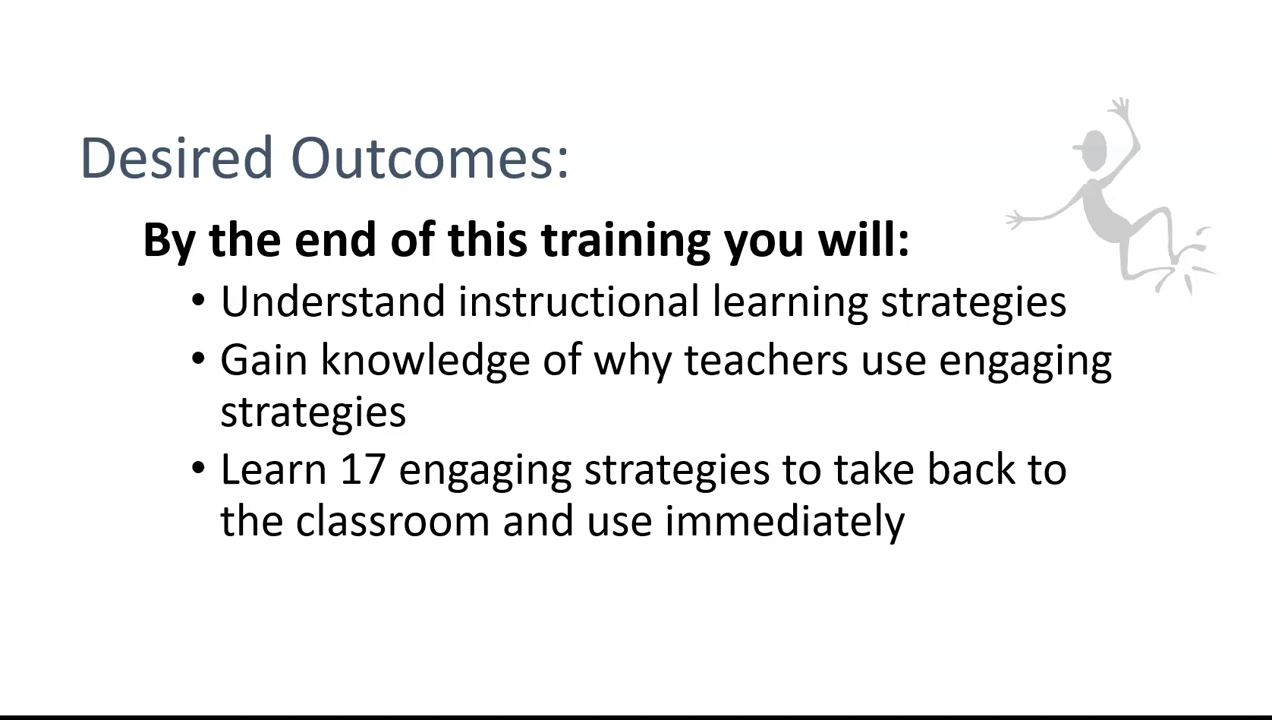 Desired Outcomes:
By the end of this training you will:
• Understand instructional learning strategies
• Gain knowledge of why teachers use engaging
strategies
• Learn 17 engaging strategies to take back to
the classroom and use immediately